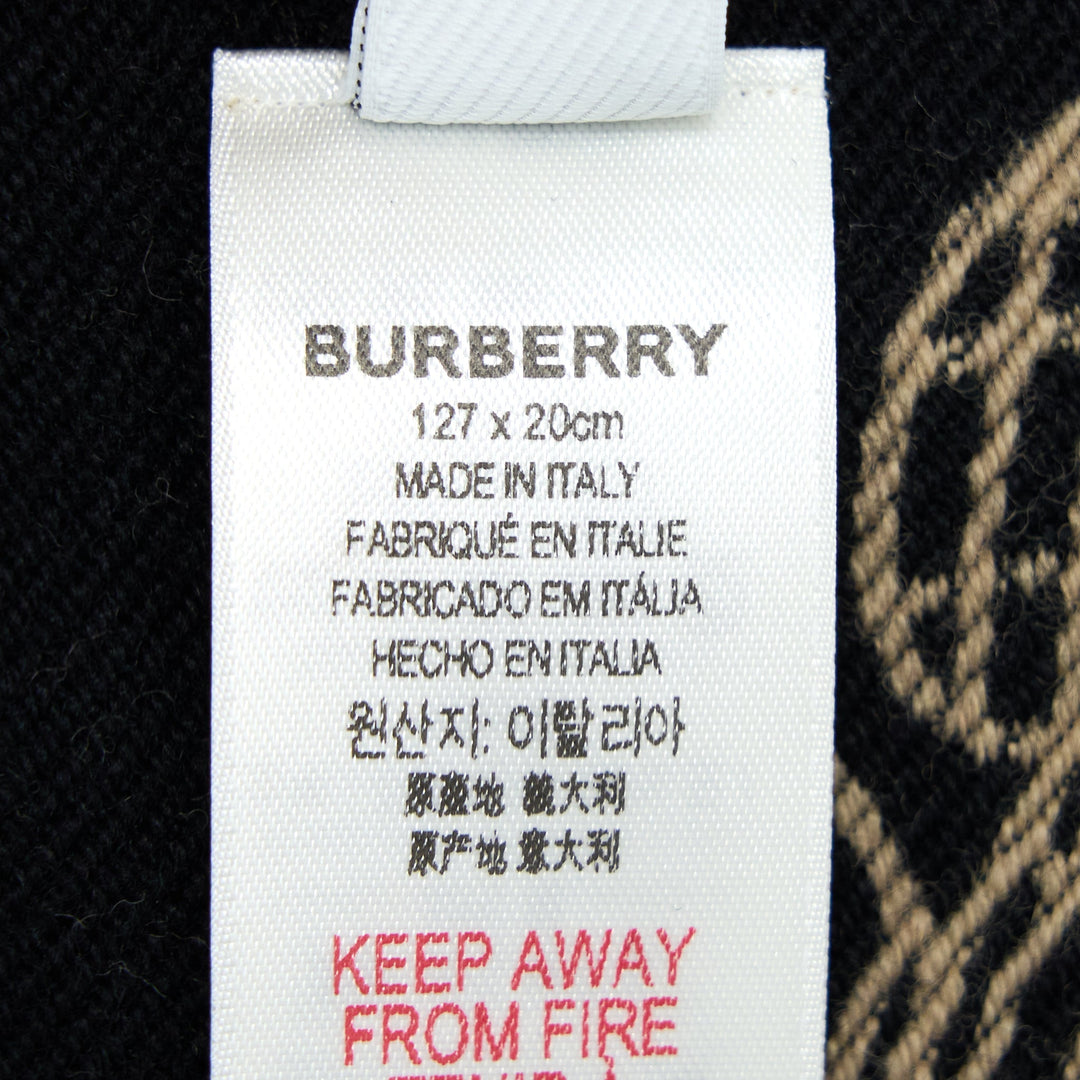 BURBERRY
127 x 20cm
MADE IN ITALY
FABRIQUÉ EN ITALIE
FABRICADO EM ITÁLIA
HECHO EN ITALIA
원산지: 이탈리아
原產地 義大利
原产地 意大利
KEEP AWAY
FROM FIRE